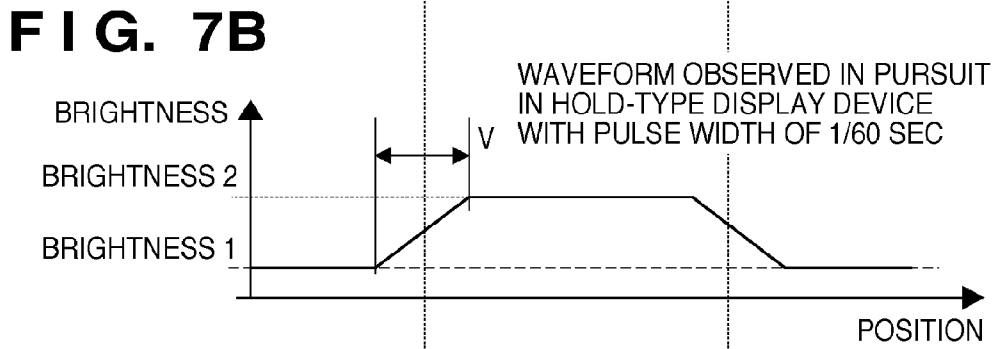 FIG. 7B
WAVEFORM OBSERVED IN PURSUIT
IN HOLD-TYPE DISPLAY DEVICE
WITH PULSE WIDTH OF 1/60 SEC
BRIGHTNESS
V
BRIGHTNESS 2
BRIGHTNESS 1
POSITION